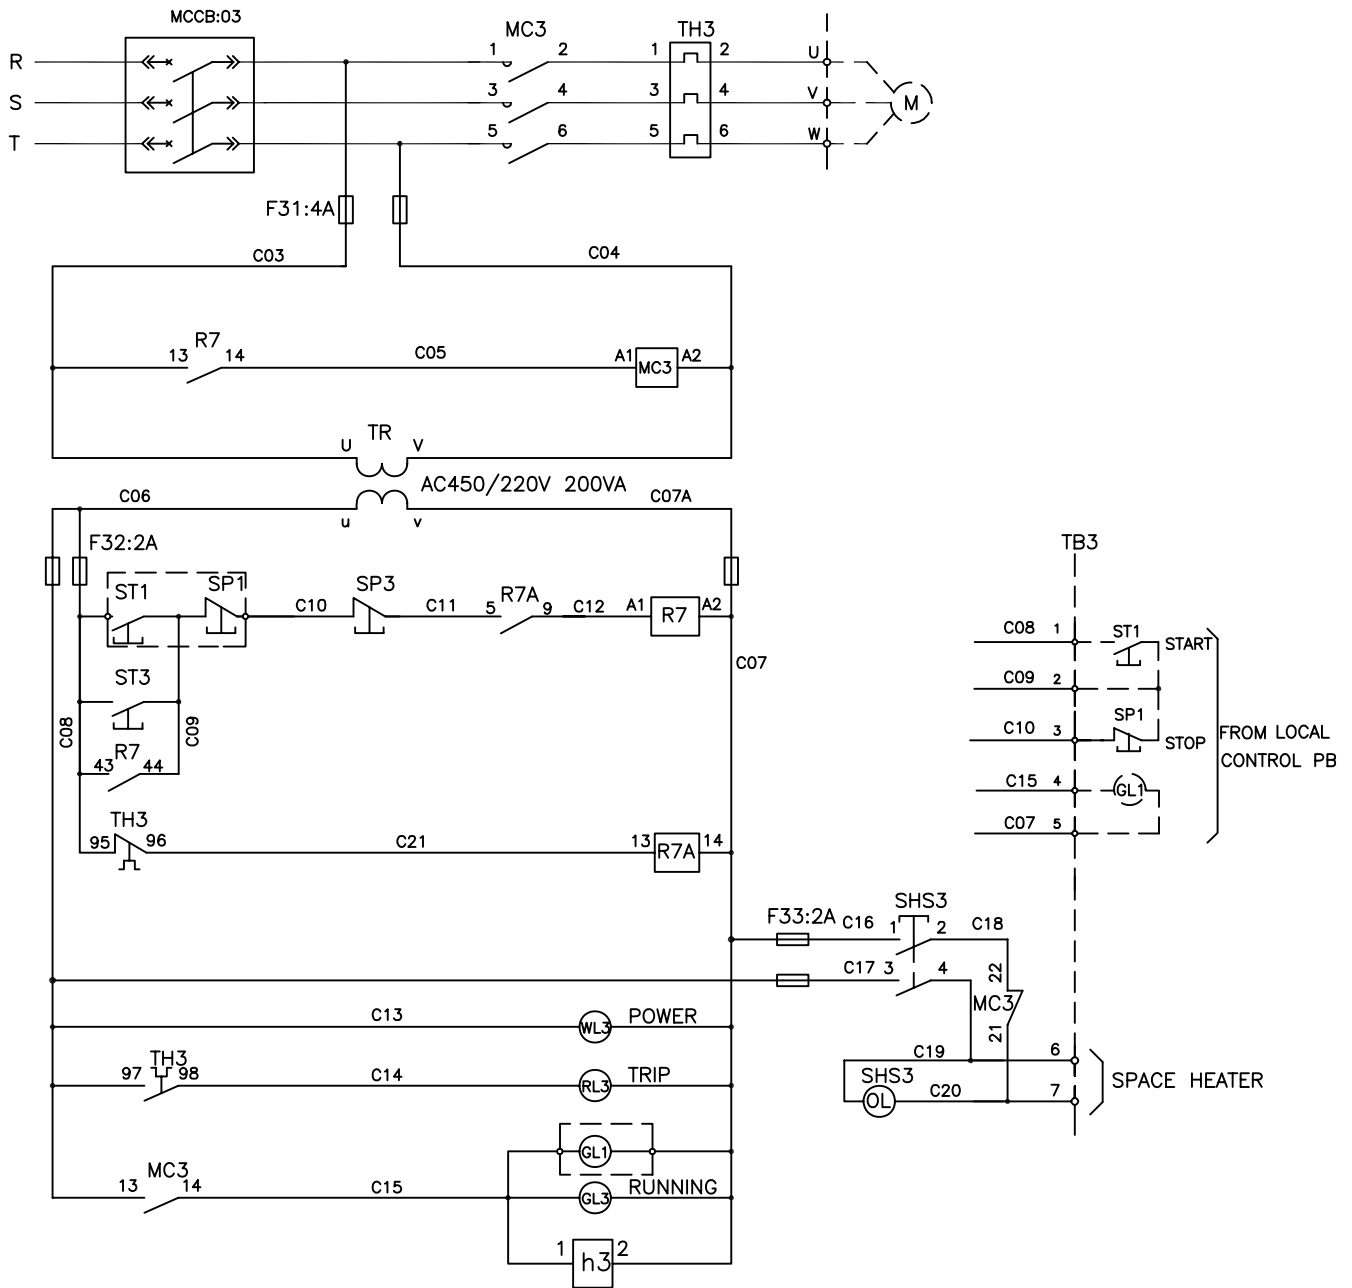 MCCB:03
MC3
TH3
R
1
2
1
2
U
S
3
4
3
4
V
M
T
5
6
5
6
W
F31:4A
C03
C04
R7
13
14
C05
A1
MC3
A2
TR
U
V
AC450/220V 200VA
C06
u
v
C07A
F32:2A
ST1
SP1
C10
SP3
C11
R7A
5
9
C12
A1
R7
A2
C07
ST3
C08
C09
R7
43
44
TH3
95
96
C21
13
R7A
14
TB3
C08
1
ST1
START
C09
2
C10
3
SP1
STOP
C15
4
GL1
C07
5
FROM LOCAL
CONTROL PB
F33:2A
C16
1
SHS3
2
C18
C17
3
4
22
MC3
21
C13
WL3
POWER
TH3
97
98
C14
RL3
TRIP
C19
6
SHS3
OL
C20
7
SPACE HEATER
GL1
MC3
13
14
C15
GL3
RUNNING
1
h3
2